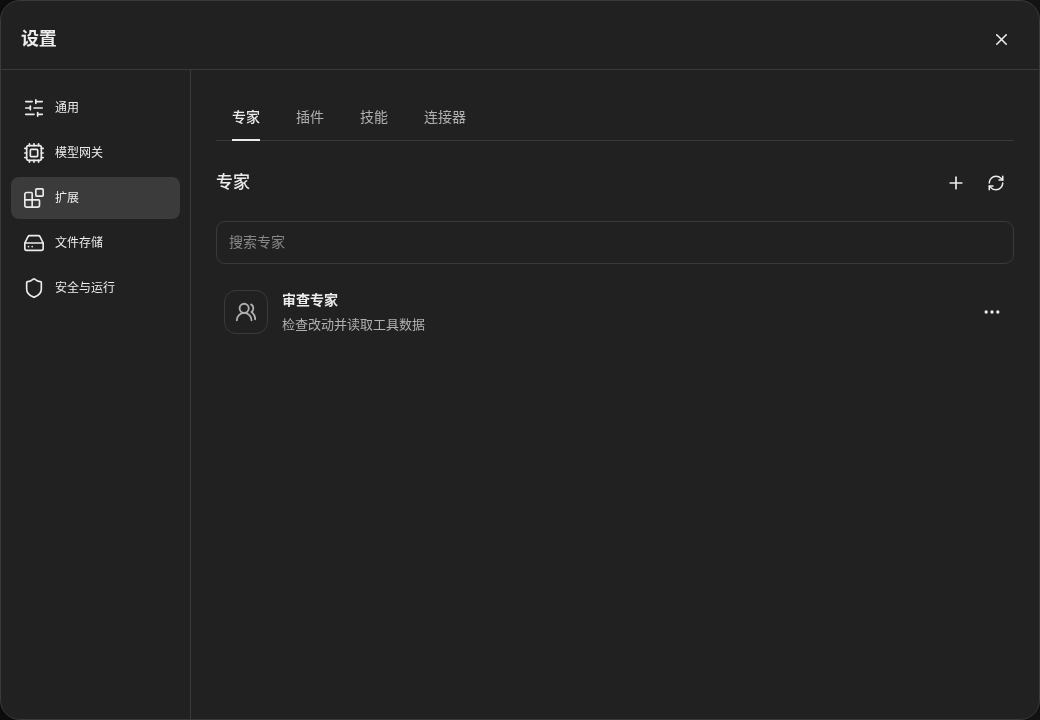 设置
通用
模型网关
扩展
文件存储
安全与运行
专家 插件 技能 连接器
专家
搜索专家
审查专家
检查改动并读取工具数据